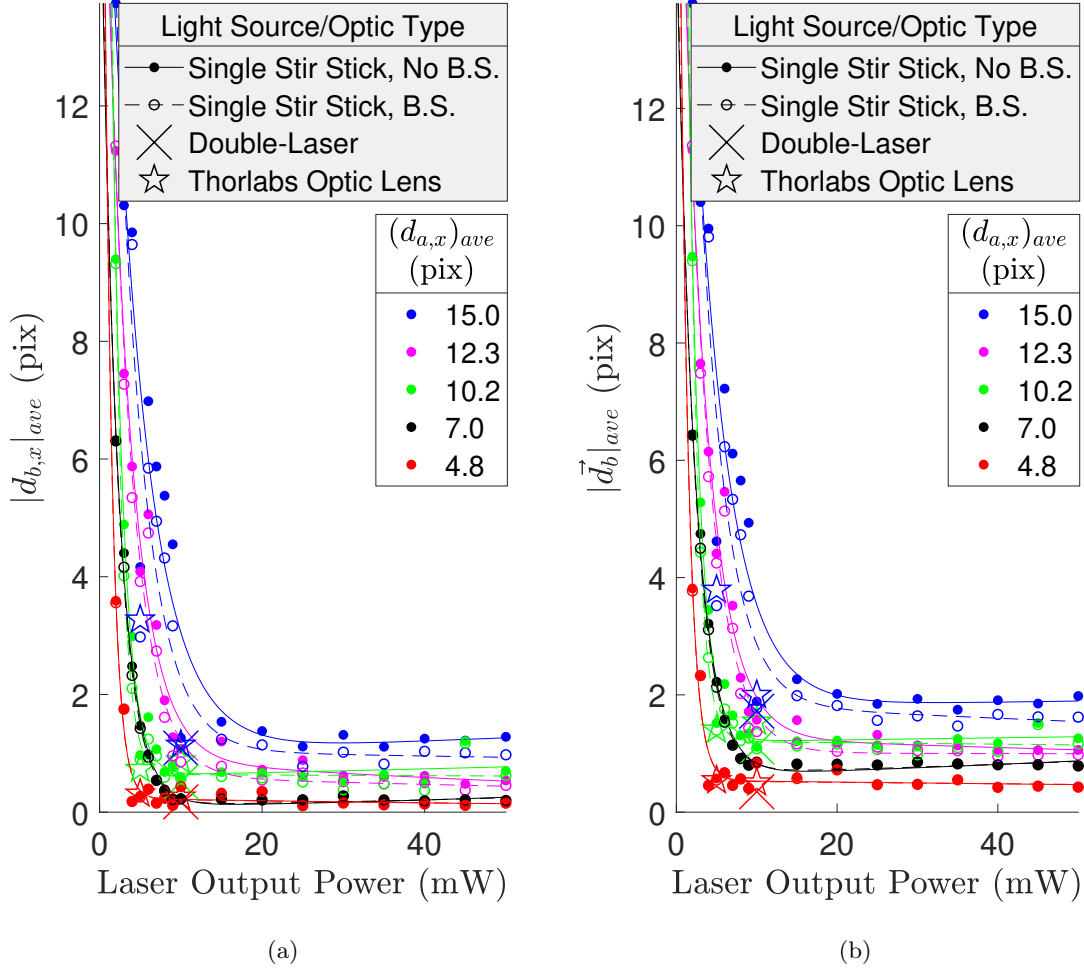 Light Source/Optic Type
Single Stir Stick, No B.S.
Single Stir Stick, B.S.
Double-Laser
Thorlabs Optic Lens
(d_{a,x})_{ave}
(pix)
15.0
12.3
10.2
7.0
4.8
12
10
8
6
4
2
0
|d_{b,x}|_{ave} (pix)
0 20 40
Laser Output Power (mW)
(a)
Light Source/Optic Type
Single Stir Stick, No B.S.
Single Stir Stick, B.S.
Double-Laser
Thorlabs Optic Lens
(d_{a,x})_{ave}
(pix)
15.0
12.3
10.2
7.0
4.8
12
10
8
6
4
2
0
|\vec{d}_b|_{ave} (pix)
0 20 40
Laser Output Power (mW)
(b)